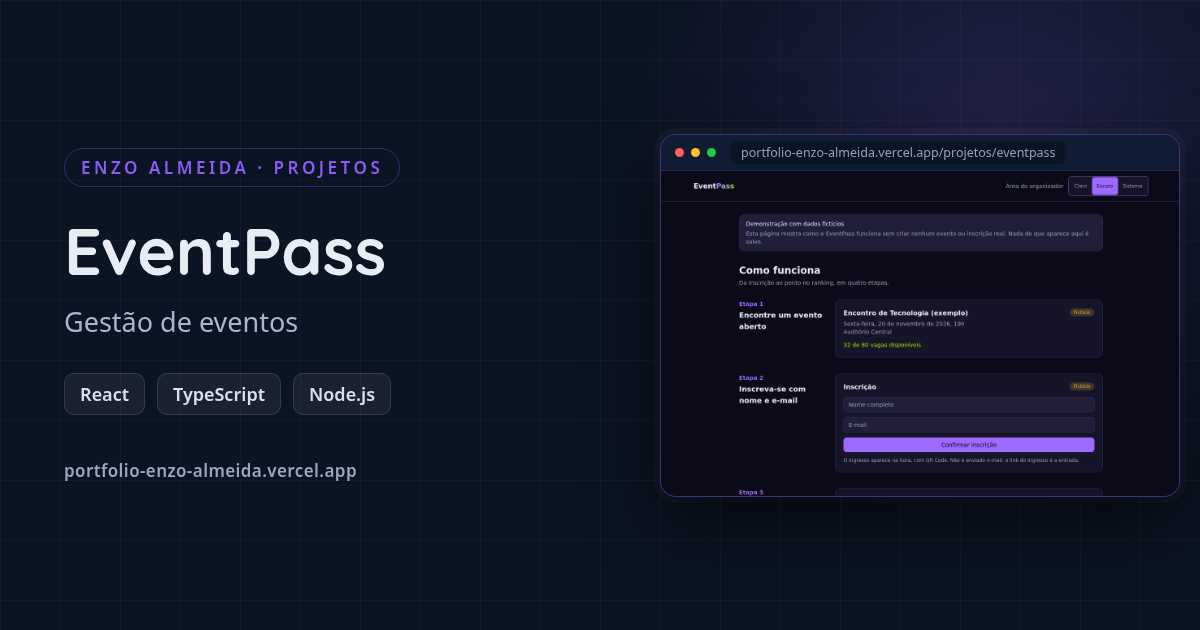 ENZO ALMEIDA · PROJETOS
EventPass
Gestão de eventos
React
TypeScript
Node.js
portfolio-enzo-almeida.vercel.app
portfolio-enzo-almeida.vercel.app/projetos/eventpass
EventPass
Área do organizador
Claro
Escuro
Sistema
Demonstração com dados fictícios
Esta página mostra como o EventPass funciona sem criar nenhum evento ou inscrição real. Nada do que aparece aqui é
salvo.
Como funciona
Da inscrição ao ponto no ranking, em quatro etapas.
Etapa 1
Encontre um evento
aberto
Encontro de Tecnologia (exemplo)
Fictício
Sexta-feira, 20 de novembro de 2026, 19h
Auditório Central
32 de 80 vagas disponíveis
Etapa 2
Inscreva-se com
nome e e-mail
Inscrição
Fictício
Nome completo
E-mail
Confirmar inscrição
O ingresso aparece na hora, com QR Code. Não é enviado e-mail: o link do ingresso é a entrada.
Etapa 3